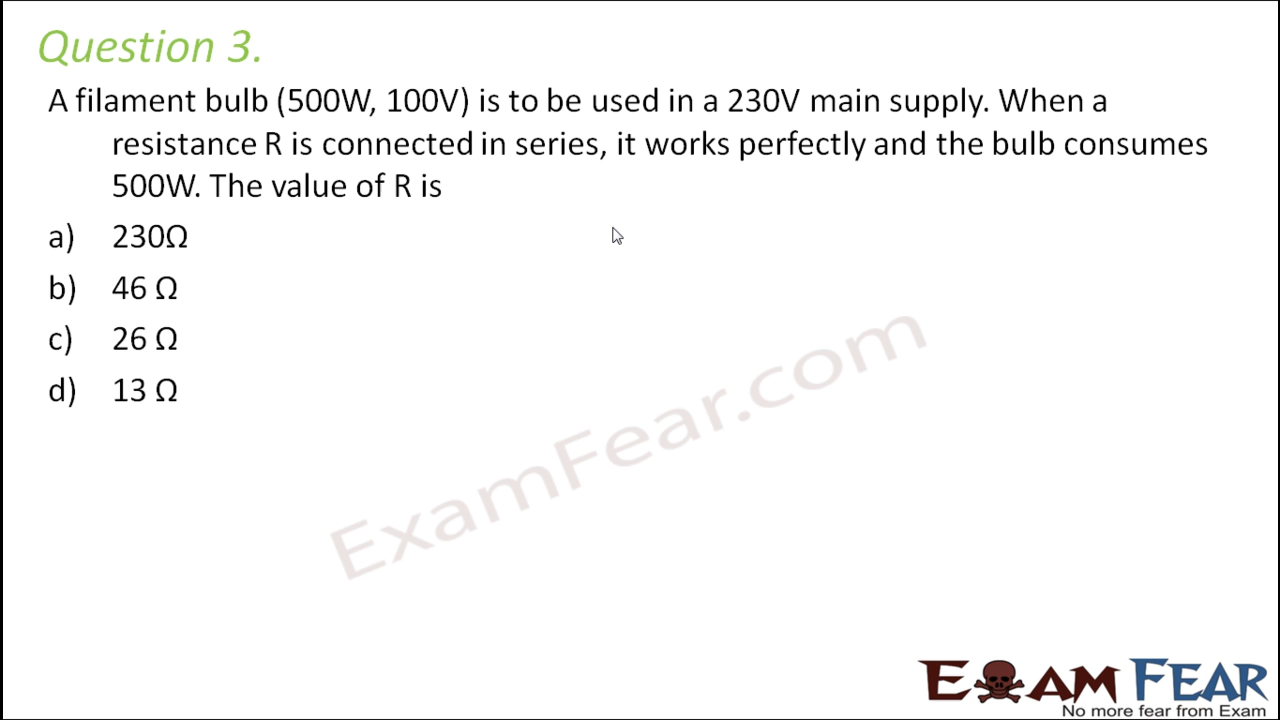 Question 3.
A filament bulb (500W, 100V) is to be used in a 230V main supply. When a
resistance R is connected in series, it works perfectly and the bulb consumes
500W. The value of R is
a) 230Ω
b) 46 Ω
c) 26 Ω
d) 13 Ω
ExamFear.com
EXAM FEAR
No more fear from Exam